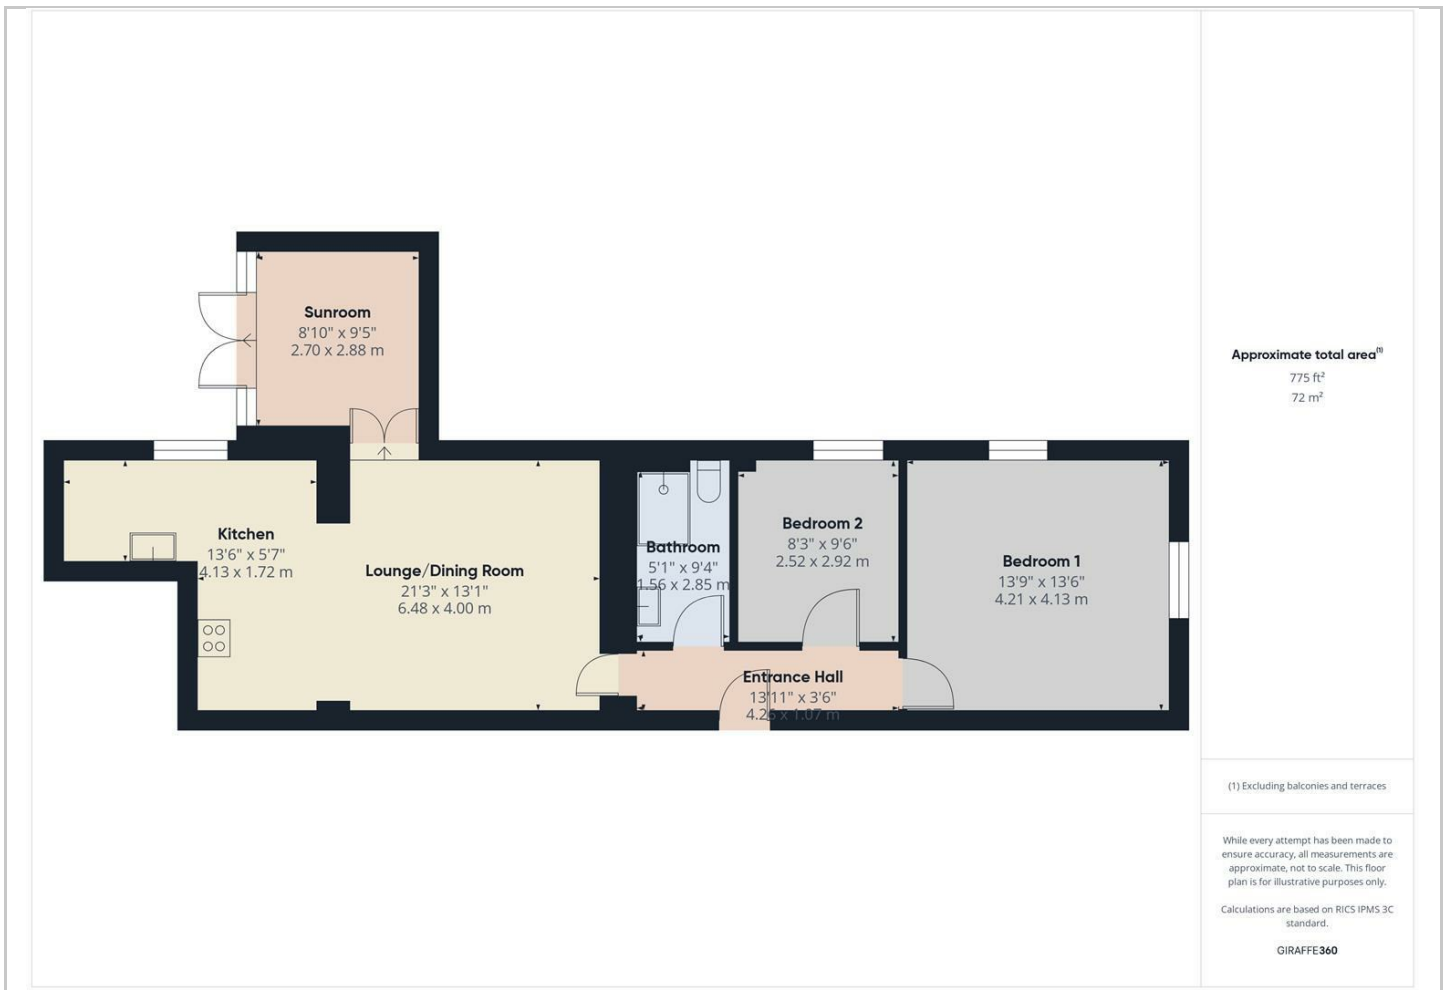 Sunroom
8'10" x 9'5"
2.70 x 2.88 m
Kitchen
13'6" x 5'7"
4.13 x 1.72 m
Lounge/Dining Room
21'3" x 13'1"
6.48 x 4.00 m
Bathroom
5'1" x 9'4"
1.56 x 2.85 m
Bedroom 2
8'3" x 9'6"
2.52 x 2.92 m
Bedroom 1
13'9" x 13'6"
4.21 x 4.13 m
Entrance Hall
13'11" x 3'6"
4.26 x 1.07 m
Approximate total area⁽¹⁾
775 ft²
72 m²
(1) Excluding balconies and terraces
While every attempt has been made to
ensure accuracy, all measurements are
approximate, not to scale. This floor
plan is for illustrative purposes only.
Calculations are based on RICS IPMS 3C
standard.
GIRAFFE360